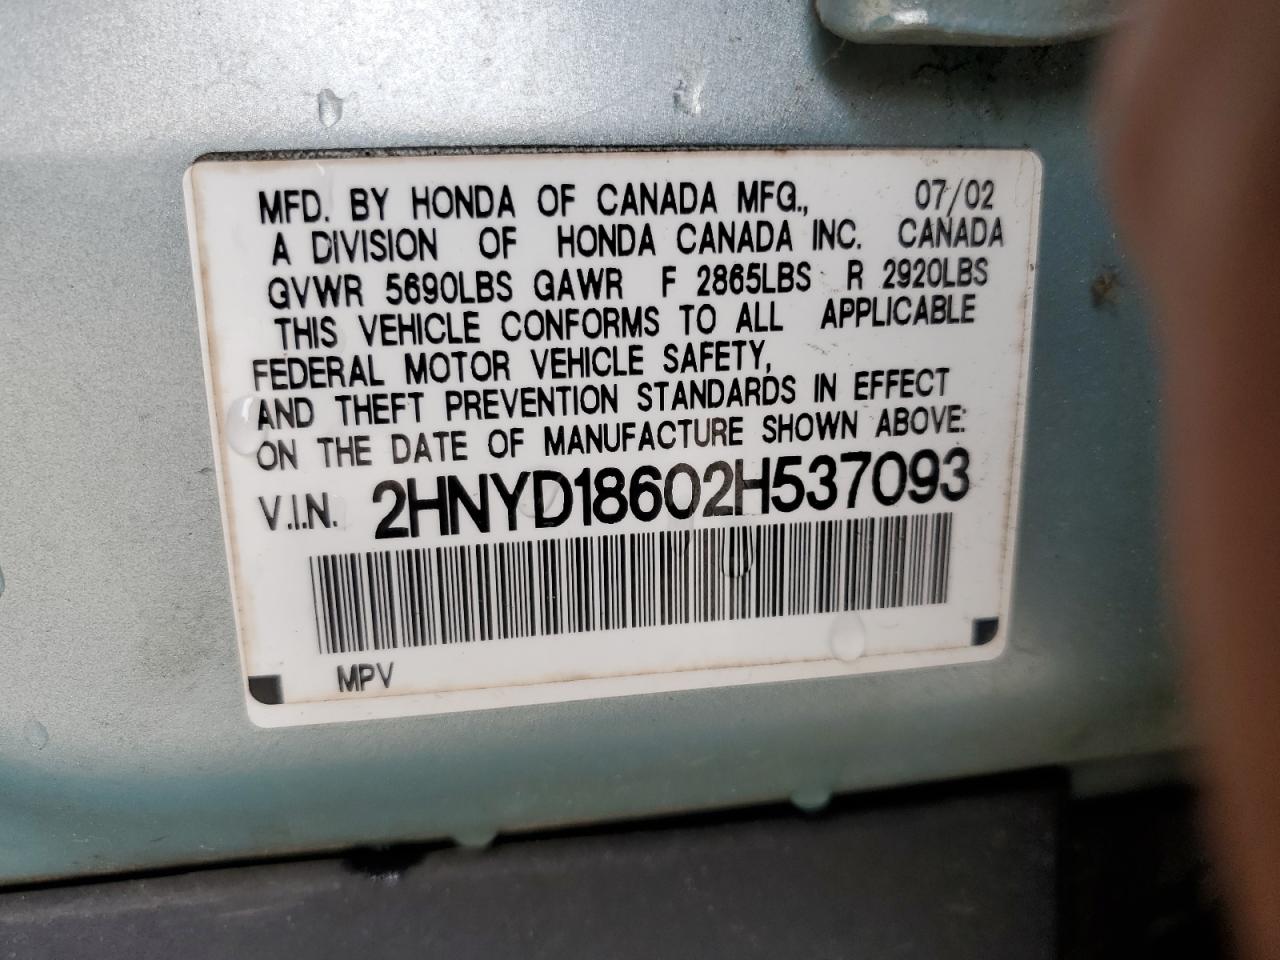 MFD. BY HONDA OF CANADA MFG., 07/02
A DIVISION OF HONDA CANADA INC. CANADA
GVWR 5690LBS GAWR F 2865LBS R 2920LBS
THIS VEHICLE CONFORMS TO ALL APPLICABLE
FEDERAL MOTOR VEHICLE SAFETY,
AND THEFT PREVENTION STANDARDS IN EFFECT
ON THE DATE OF MANUFACTURE SHOWN ABOVE:
V.I.N. 2HNYD18602H537093
MPV